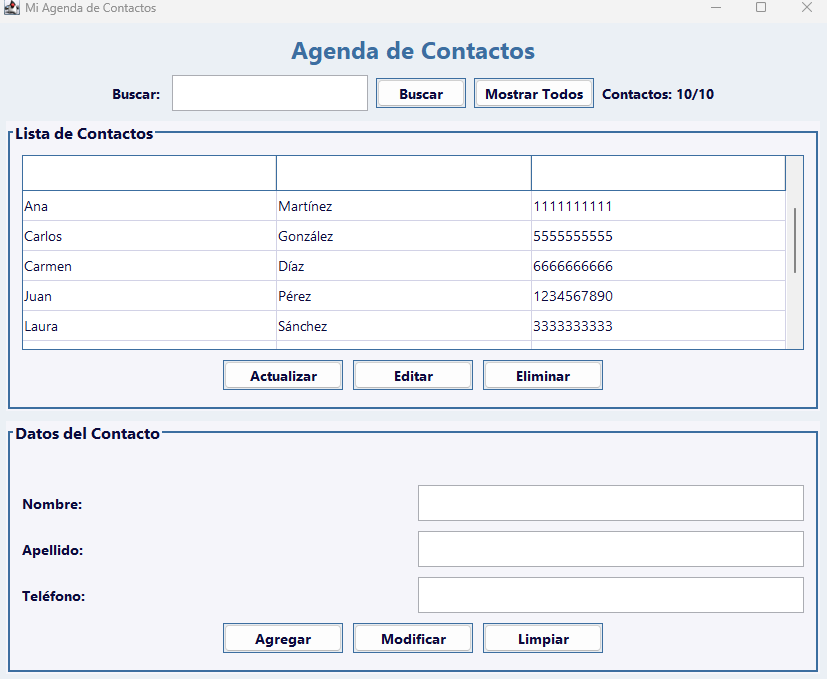 Mi Agenda de Contactos
Agenda de Contactos
Buscar: Buscar Mostrar Todos Contactos: 10/10
Lista de Contactos
Ana Martínez 1111111111
Carlos González 5555555555
Carmen Díaz 6666666666
Juan Pérez 1234567890
Laura Sánchez 3333333333
Actualizar Editar Eliminar
Datos del Contacto
Nombre:
Apellido:
Teléfono:
Agregar Modificar Limpiar